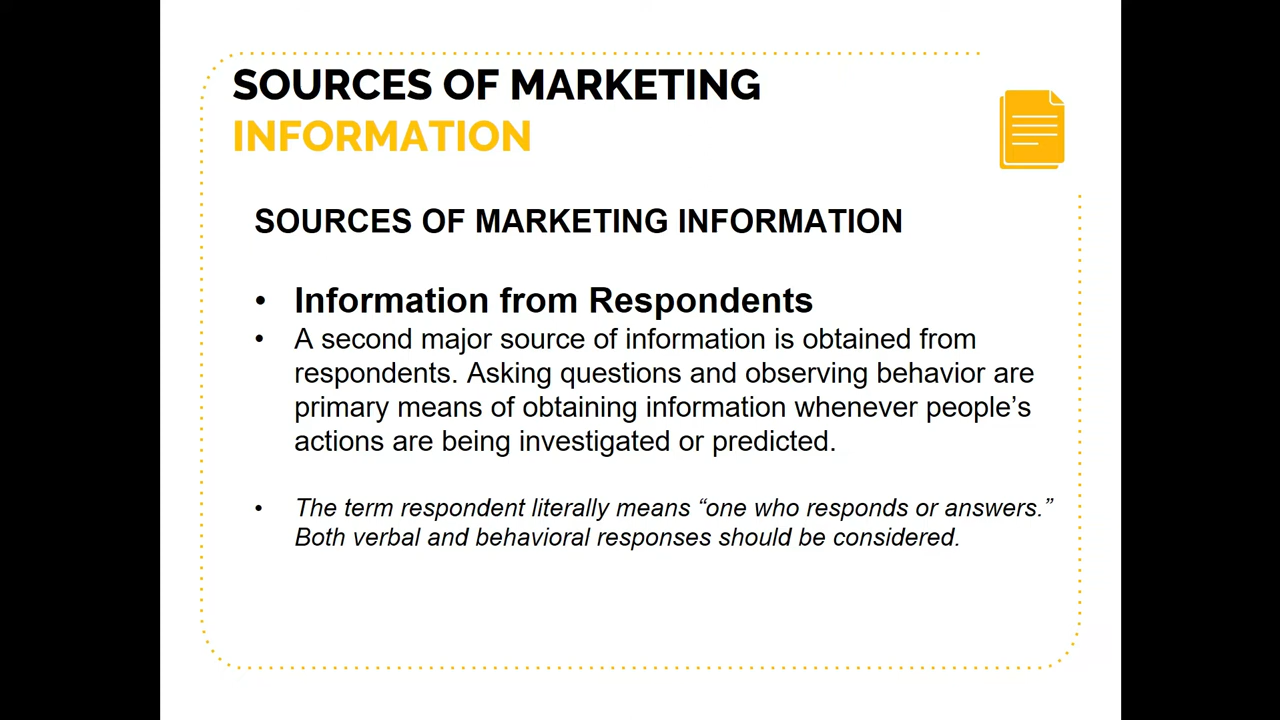 SOURCES OF MARKETING
INFORMATION
SOURCES OF MARKETING INFORMATION
• Information from Respondents
• A second major source of information is obtained from
respondents. Asking questions and observing behavior are
primary means of obtaining information whenever people’s
actions are being investigated or predicted.
• The term respondent literally means “one who responds or answers.”
Both verbal and behavioral responses should be considered.